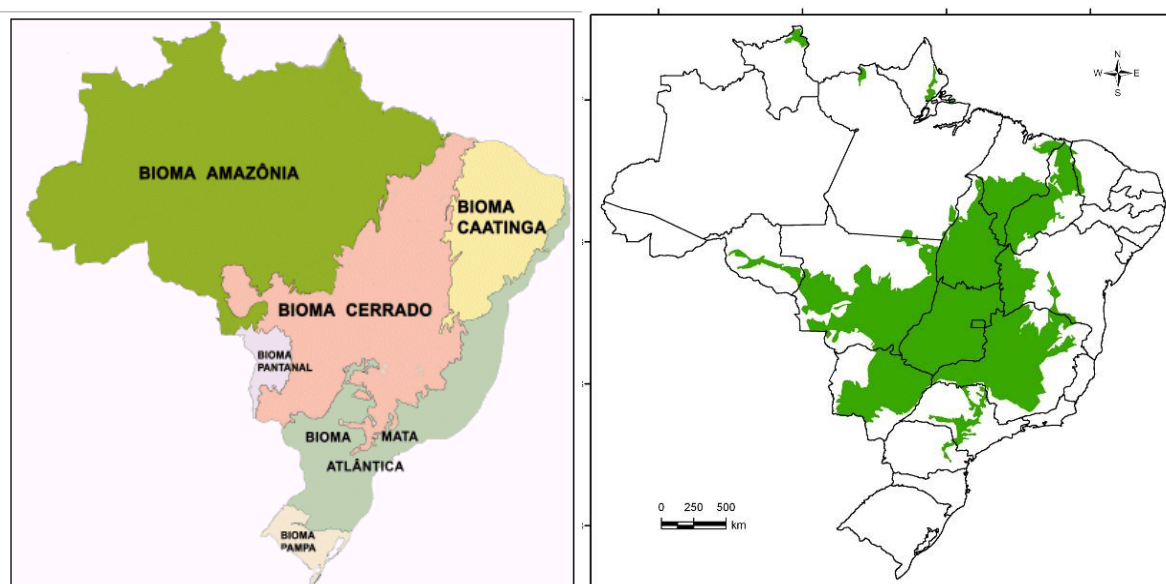 BIOMA AMAZÔNIA
BIOMA
CAATINGA
BIOMA CERRADO
BIOMA
PANTANAL
BIOMA MATA
ATLÂNTICA
BIOMA
PAMPA
N
W E
S
0 250 500
km